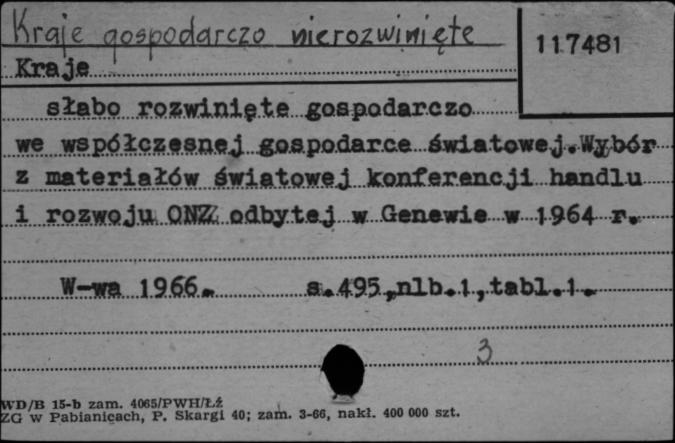 Kraje gospodarczo nierozwinięte
117481
Kraje
słabo rozwinięte gospodarczo
we współczesnej gospodarce światowej.Wybór
z materiałów światowej konferencji handlu
i rozwoju ONZ odbytej w Genewie w 1964 r.
W-wa 1966. s.495,nlb.1,tabl.1.
3
WD/B 15-b zam. 4065/PWH/Łź
ZG w Pabianicach, P. Skargi 40; zam. 3-66, nakł. 400 000 szt.